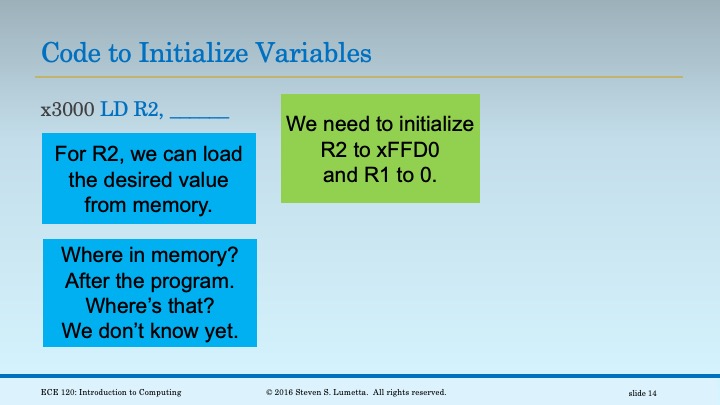 Code to Initialize Variables
x3000 LD R2, ______
We need to initialize
R2 to xFFD0
and R1 to 0.
For R2, we can load
the desired value
from memory.
Where in memory?
After the program.
Where’s that?
We don’t know yet.
ECE 120: Introduction to Computing
© 2016 Steven S. Lumetta. All rights reserved.
slide 14